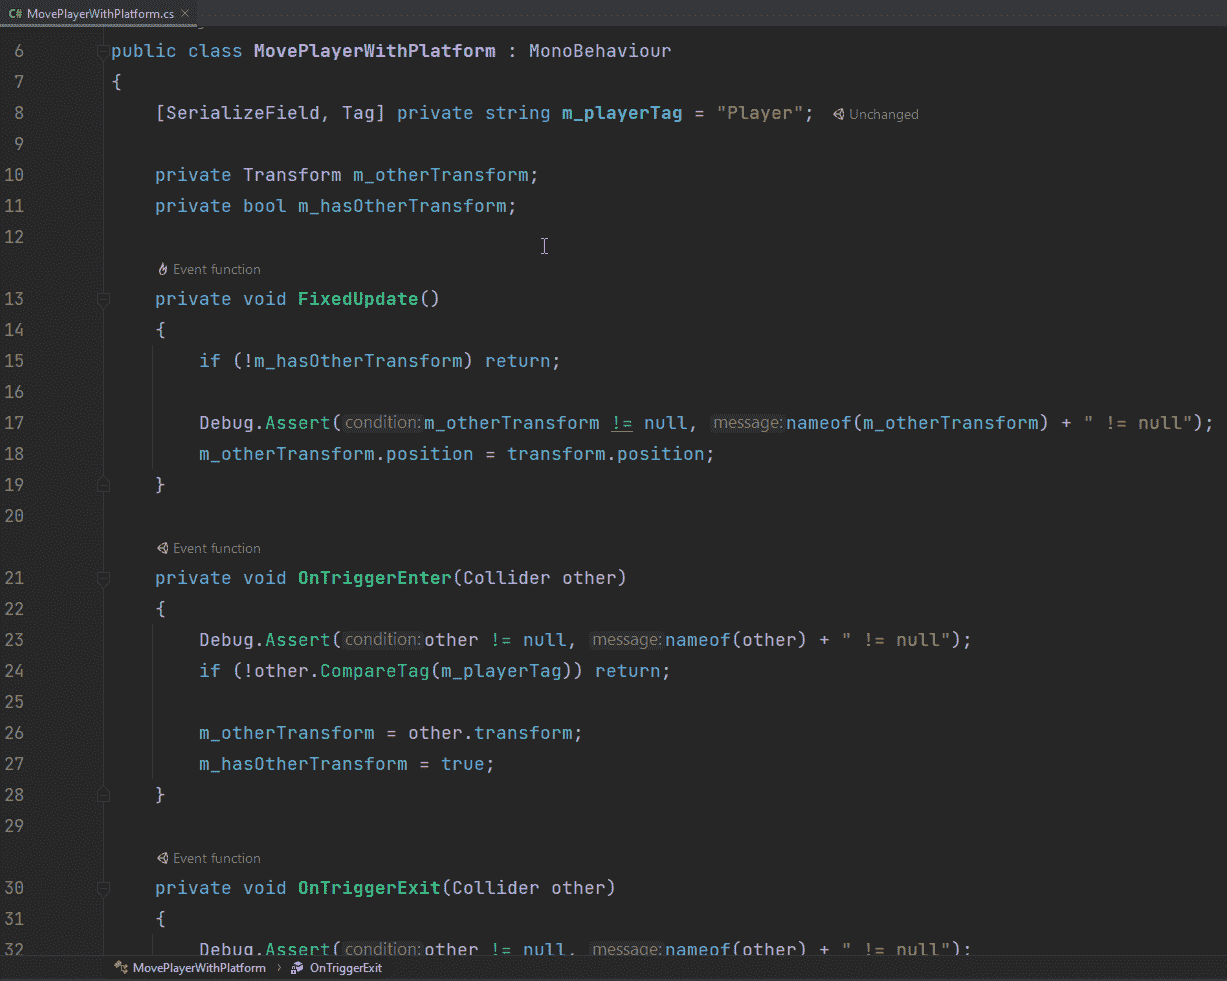 C# MovePlayerWithPlatform.cs ×
6 public class MovePlayerWithPlatform : MonoBehaviour
7 {
8 [SerializeField, Tag] private string m_playerTag = "Player"; Unchanged
9
10 private Transform m_otherTransform;
11 private bool m_hasOtherTransform;
12
Event function
13 private void FixedUpdate()
14 {
15 if (!m_hasOtherTransform) return;
16
17 Debug.Assert(condition:m_otherTransform != null, message:nameof(m_otherTransform) + " != null");
18 m_otherTransform.position = transform.position;
19 }
20
Event function
21 private void OnTriggerEnter(Collider other)
22 {
23 Debug.Assert(condition:other != null, message:nameof(other) + " != null");
24 if (!other.CompareTag(m_playerTag)) return;
25
26 m_otherTransform = other.transform;
27 m_hasOtherTransform = true;
28 }
29
Event function
30 private void OnTriggerExit(Collider other)
31 {
32 Debug.Assert(condition:other != null, message:nameof(other) + " != null");
MovePlayerWithPlatform > OnTriggerExit